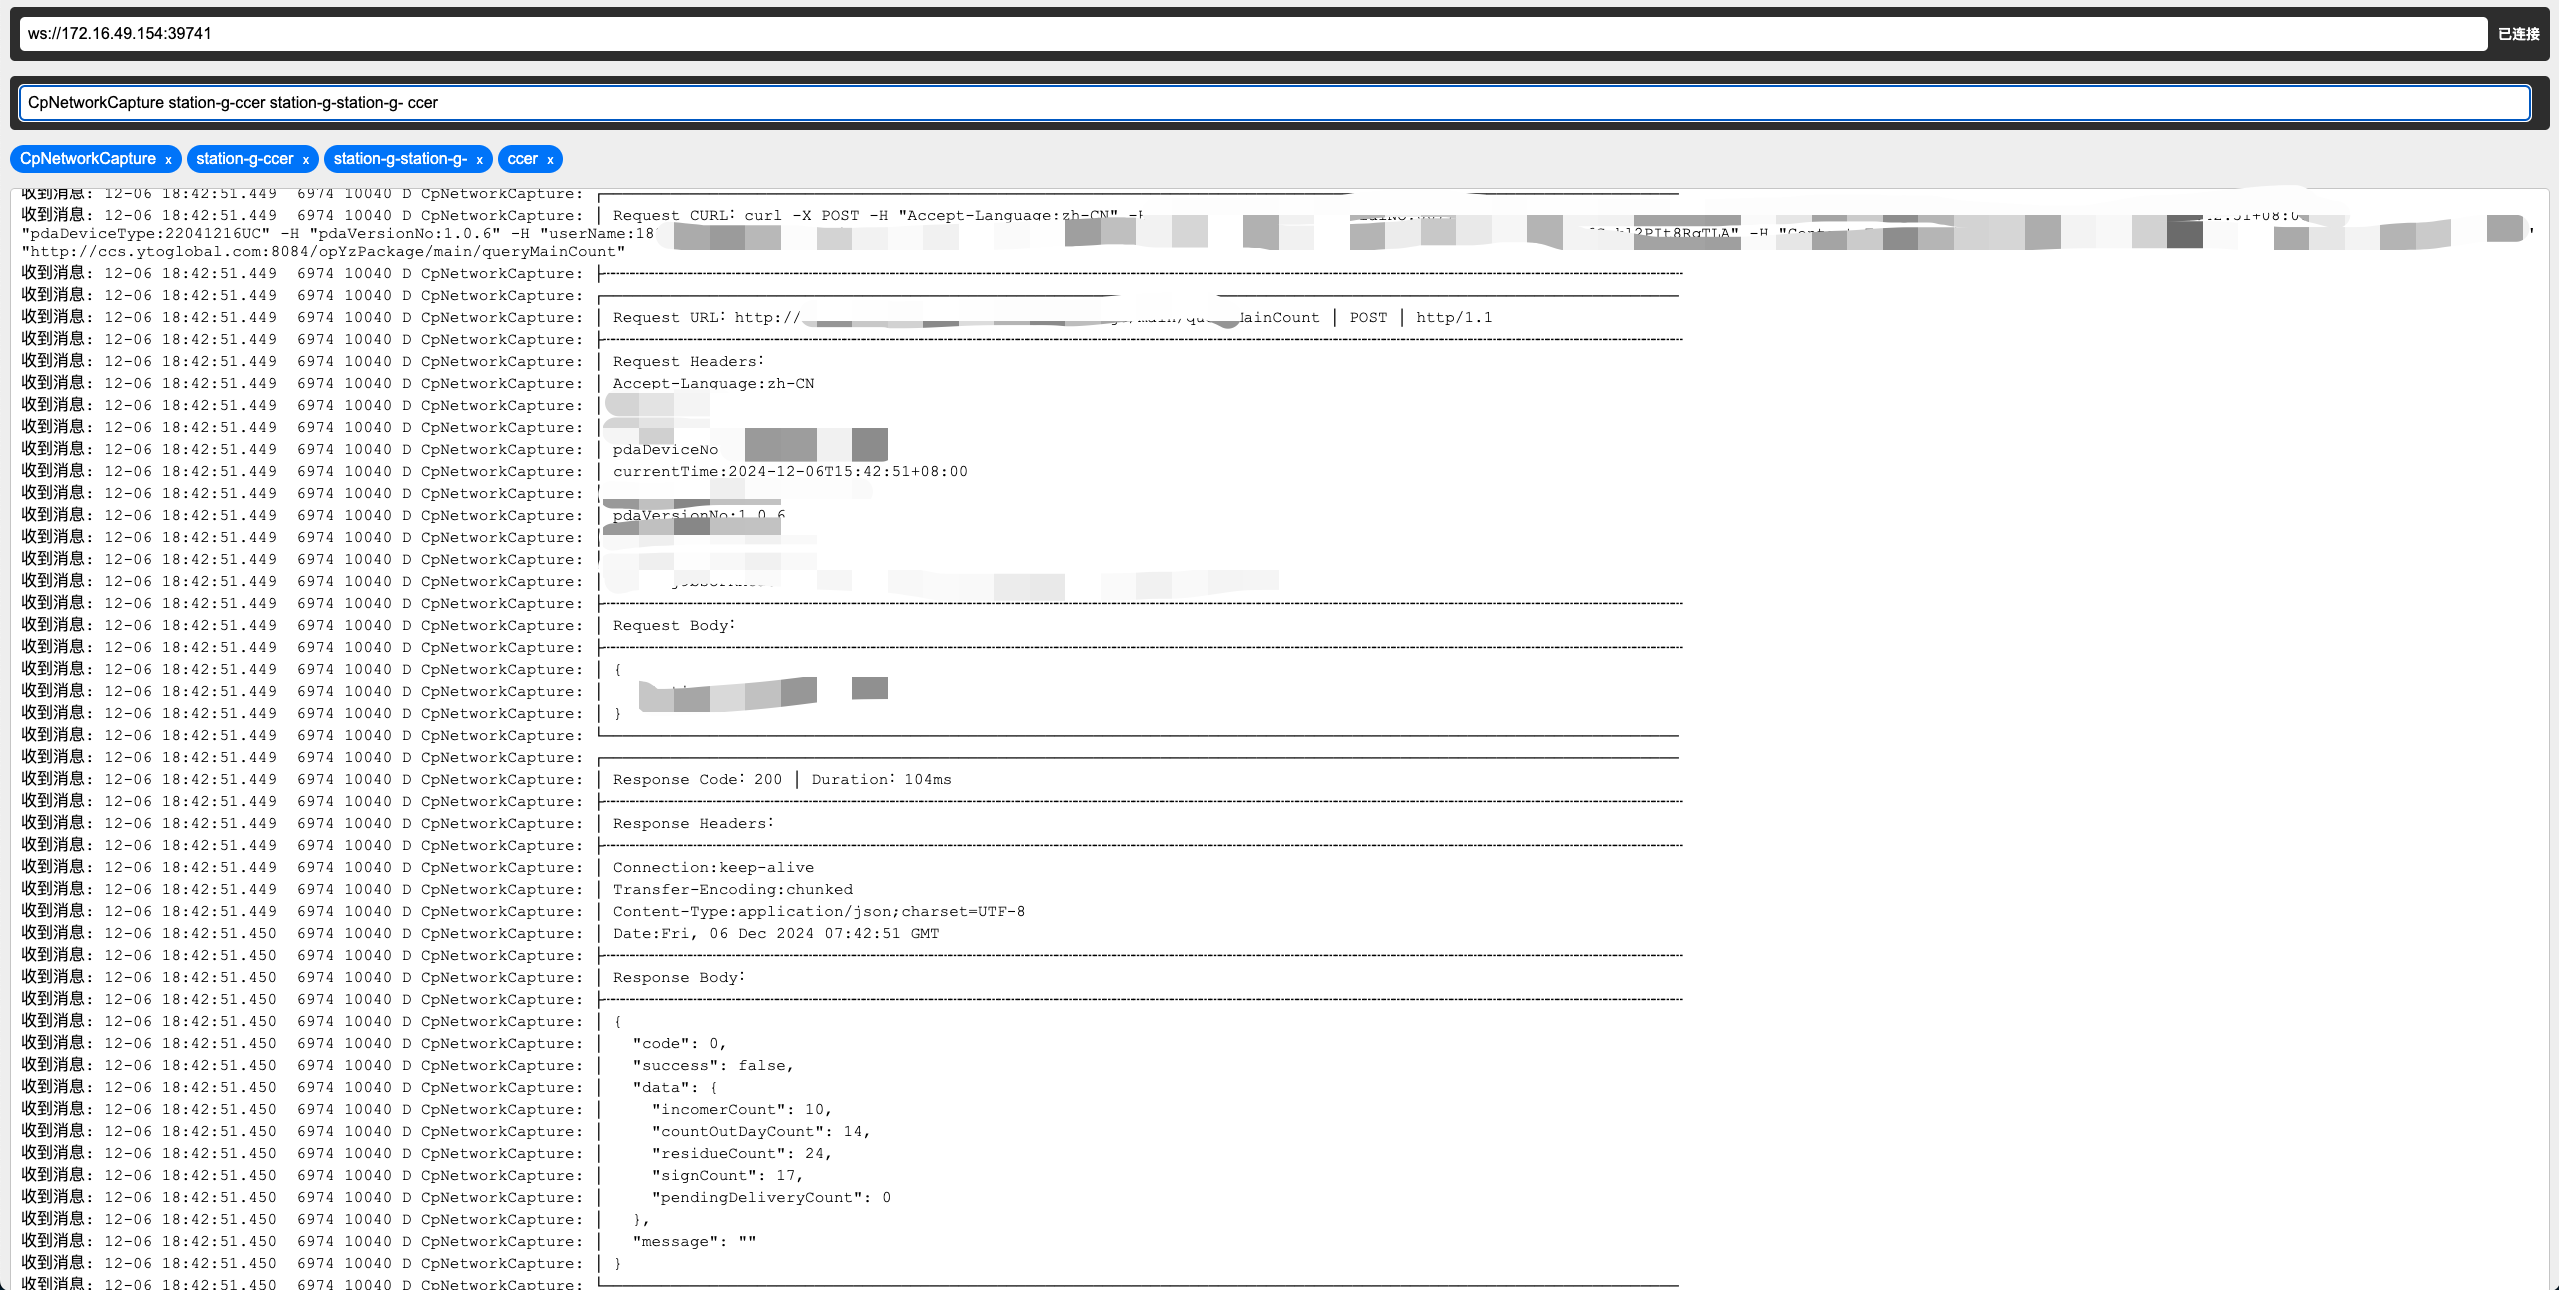 ws://172.16.49.154:39741
已连接
CpNetworkCapture station-g-ccer station-g-station-g- ccer
CpNetworkCapture x station-g-ccer x station-g-station-g- x ccer x
收到消息: 12-06 18:42:51.449 6974 10040 D CpNetworkCapture:
收到消息: 12-06 18:42:51.449 6974 10040 D CpNetworkCapture: │ Request CURL: curl -X POST -H "Accept-Language:zh-CN"
"pdaDeviceType:22041216UC" -H "pdaVersionNo:1.0.6" -H "userName:18
"http://ccs.ytoglobal.com:8084/opYzPackage/main/queryMainCount"
收到消息: 12-06 18:42:51.449 6974 10040 D CpNetworkCapture:
收到消息: 12-06 18:42:51.449 6974 10040 D CpNetworkCapture:
收到消息: 12-06 18:42:51.449 6974 10040 D CpNetworkCapture: │ Request URL: http:// MainCount │ POST │ http/1.1
收到消息: 12-06 18:42:51.449 6974 10040 D CpNetworkCapture:
收到消息: 12-06 18:42:51.449 6974 10040 D CpNetworkCapture: │ Request Headers:
收到消息: 12-06 18:42:51.449 6974 10040 D CpNetworkCapture: │ Accept-Language:zh-CN
收到消息: 12-06 18:42:51.449 6974 10040 D CpNetworkCapture: │
收到消息: 12-06 18:42:51.449 6974 10040 D CpNetworkCapture: │
收到消息: 12-06 18:42:51.449 6974 10040 D CpNetworkCapture: │ pdaDeviceNo
收到消息: 12-06 18:42:51.449 6974 10040 D CpNetworkCapture: │ currentTime:2024-12-06T15:42:51+08:00
收到消息: 12-06 18:42:51.449 6974 10040 D CpNetworkCapture:
收到消息: 12-06 18:42:51.449 6974 10040 D CpNetworkCapture: │ pdaVersionNo:1.0.6
收到消息: 12-06 18:42:51.449 6974 10040 D CpNetworkCapture:
收到消息: 12-06 18:42:51.449 6974 10040 D CpNetworkCapture:
收到消息: 12-06 18:42:51.449 6974 10040 D CpNetworkCapture: │
收到消息: 12-06 18:42:51.449 6974 10040 D CpNetworkCapture:
收到消息: 12-06 18:42:51.449 6974 10040 D CpNetworkCapture: │ Request Body:
收到消息: 12-06 18:42:51.449 6974 10040 D CpNetworkCapture:
收到消息: 12-06 18:42:51.449 6974 10040 D CpNetworkCapture: │ {
收到消息: 12-06 18:42:51.449 6974 10040 D CpNetworkCapture: │
收到消息: 12-06 18:42:51.449 6974 10040 D CpNetworkCapture: │ }
收到消息: 12-06 18:42:51.449 6974 10040 D CpNetworkCapture:
收到消息: 12-06 18:42:51.449 6974 10040 D CpNetworkCapture:
收到消息: 12-06 18:42:51.449 6974 10040 D CpNetworkCapture: │ Response Code: 200 │ Duration: 104ms
收到消息: 12-06 18:42:51.449 6974 10040 D CpNetworkCapture:
收到消息: 12-06 18:42:51.449 6974 10040 D CpNetworkCapture: │ Response Headers:
收到消息: 12-06 18:42:51.449 6974 10040 D CpNetworkCapture:
收到消息: 12-06 18:42:51.449 6974 10040 D CpNetworkCapture: │ Connection:keep-alive
收到消息: 12-06 18:42:51.449 6974 10040 D CpNetworkCapture: │ Transfer-Encoding:chunked
收到消息: 12-06 18:42:51.449 6974 10040 D CpNetworkCapture: │ Content-Type:application/json;charset=UTF-8
收到消息: 12-06 18:42:51.450 6974 10040 D CpNetworkCapture: │ Date:Fri, 06 Dec 2024 07:42:51 GMT
收到消息: 12-06 18:42:51.450 6974 10040 D CpNetworkCapture:
收到消息: 12-06 18:42:51.450 6974 10040 D CpNetworkCapture: │ Response Body:
收到消息: 12-06 18:42:51.450 6974 10040 D CpNetworkCapture:
收到消息: 12-06 18:42:51.450 6974 10040 D CpNetworkCapture: │ {
收到消息: 12-06 18:42:51.450 6974 10040 D CpNetworkCapture: │ "code": 0,
收到消息: 12-06 18:42:51.450 6974 10040 D CpNetworkCapture: │ "success": false,
收到消息: 12-06 18:42:51.450 6974 10040 D CpNetworkCapture: │ "data": {
收到消息: 12-06 18:42:51.450 6974 10040 D CpNetworkCapture: │ "incomerCount": 10,
收到消息: 12-06 18:42:51.450 6974 10040 D CpNetworkCapture: │ "countOutDayCount": 14,
收到消息: 12-06 18:42:51.450 6974 10040 D CpNetworkCapture: │ "residueCount": 24,
收到消息: 12-06 18:42:51.450 6974 10040 D CpNetworkCapture: │ "signCount": 17,
收到消息: 12-06 18:42:51.450 6974 10040 D CpNetworkCapture: │ "pendingDeliveryCount": 0
收到消息: 12-06 18:42:51.450 6974 10040 D CpNetworkCapture: │ },
收到消息: 12-06 18:42:51.450 6974 10040 D CpNetworkCapture: │ "message": ""
收到消息: 12-06 18:42:51.450 6974 10040 D CpNetworkCapture: │ }
收到消息: 12-06 18:42:51.450 6974 10040 D CpNetworkCapture: